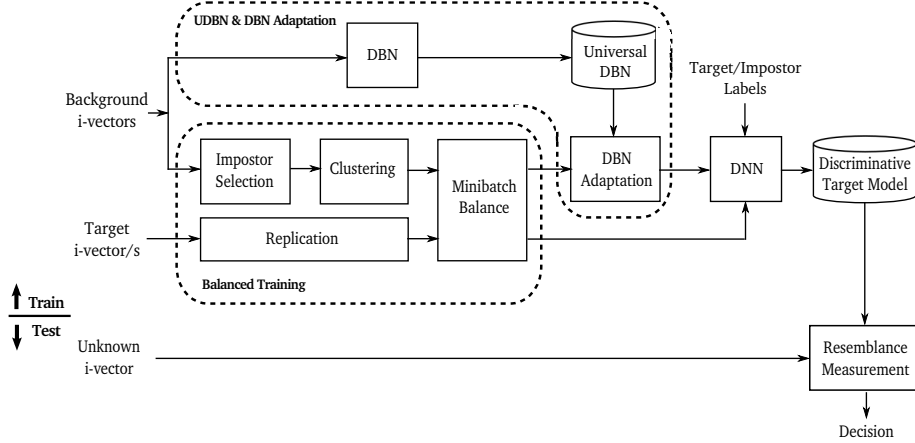 UDBN & DBN Adaptation
DBN
Universal
DBN
Target/Impostor
Labels
Background
i-vectors
Impostor
Selection
Clustering
Minibatch
Balance
DBN
Adaptation
DNN
Discriminative
Target Model
Target
i-vector/s
Replication
Balanced Training
Train
Test
Unknown
i-vector
Resemblance
Measurement
Decision